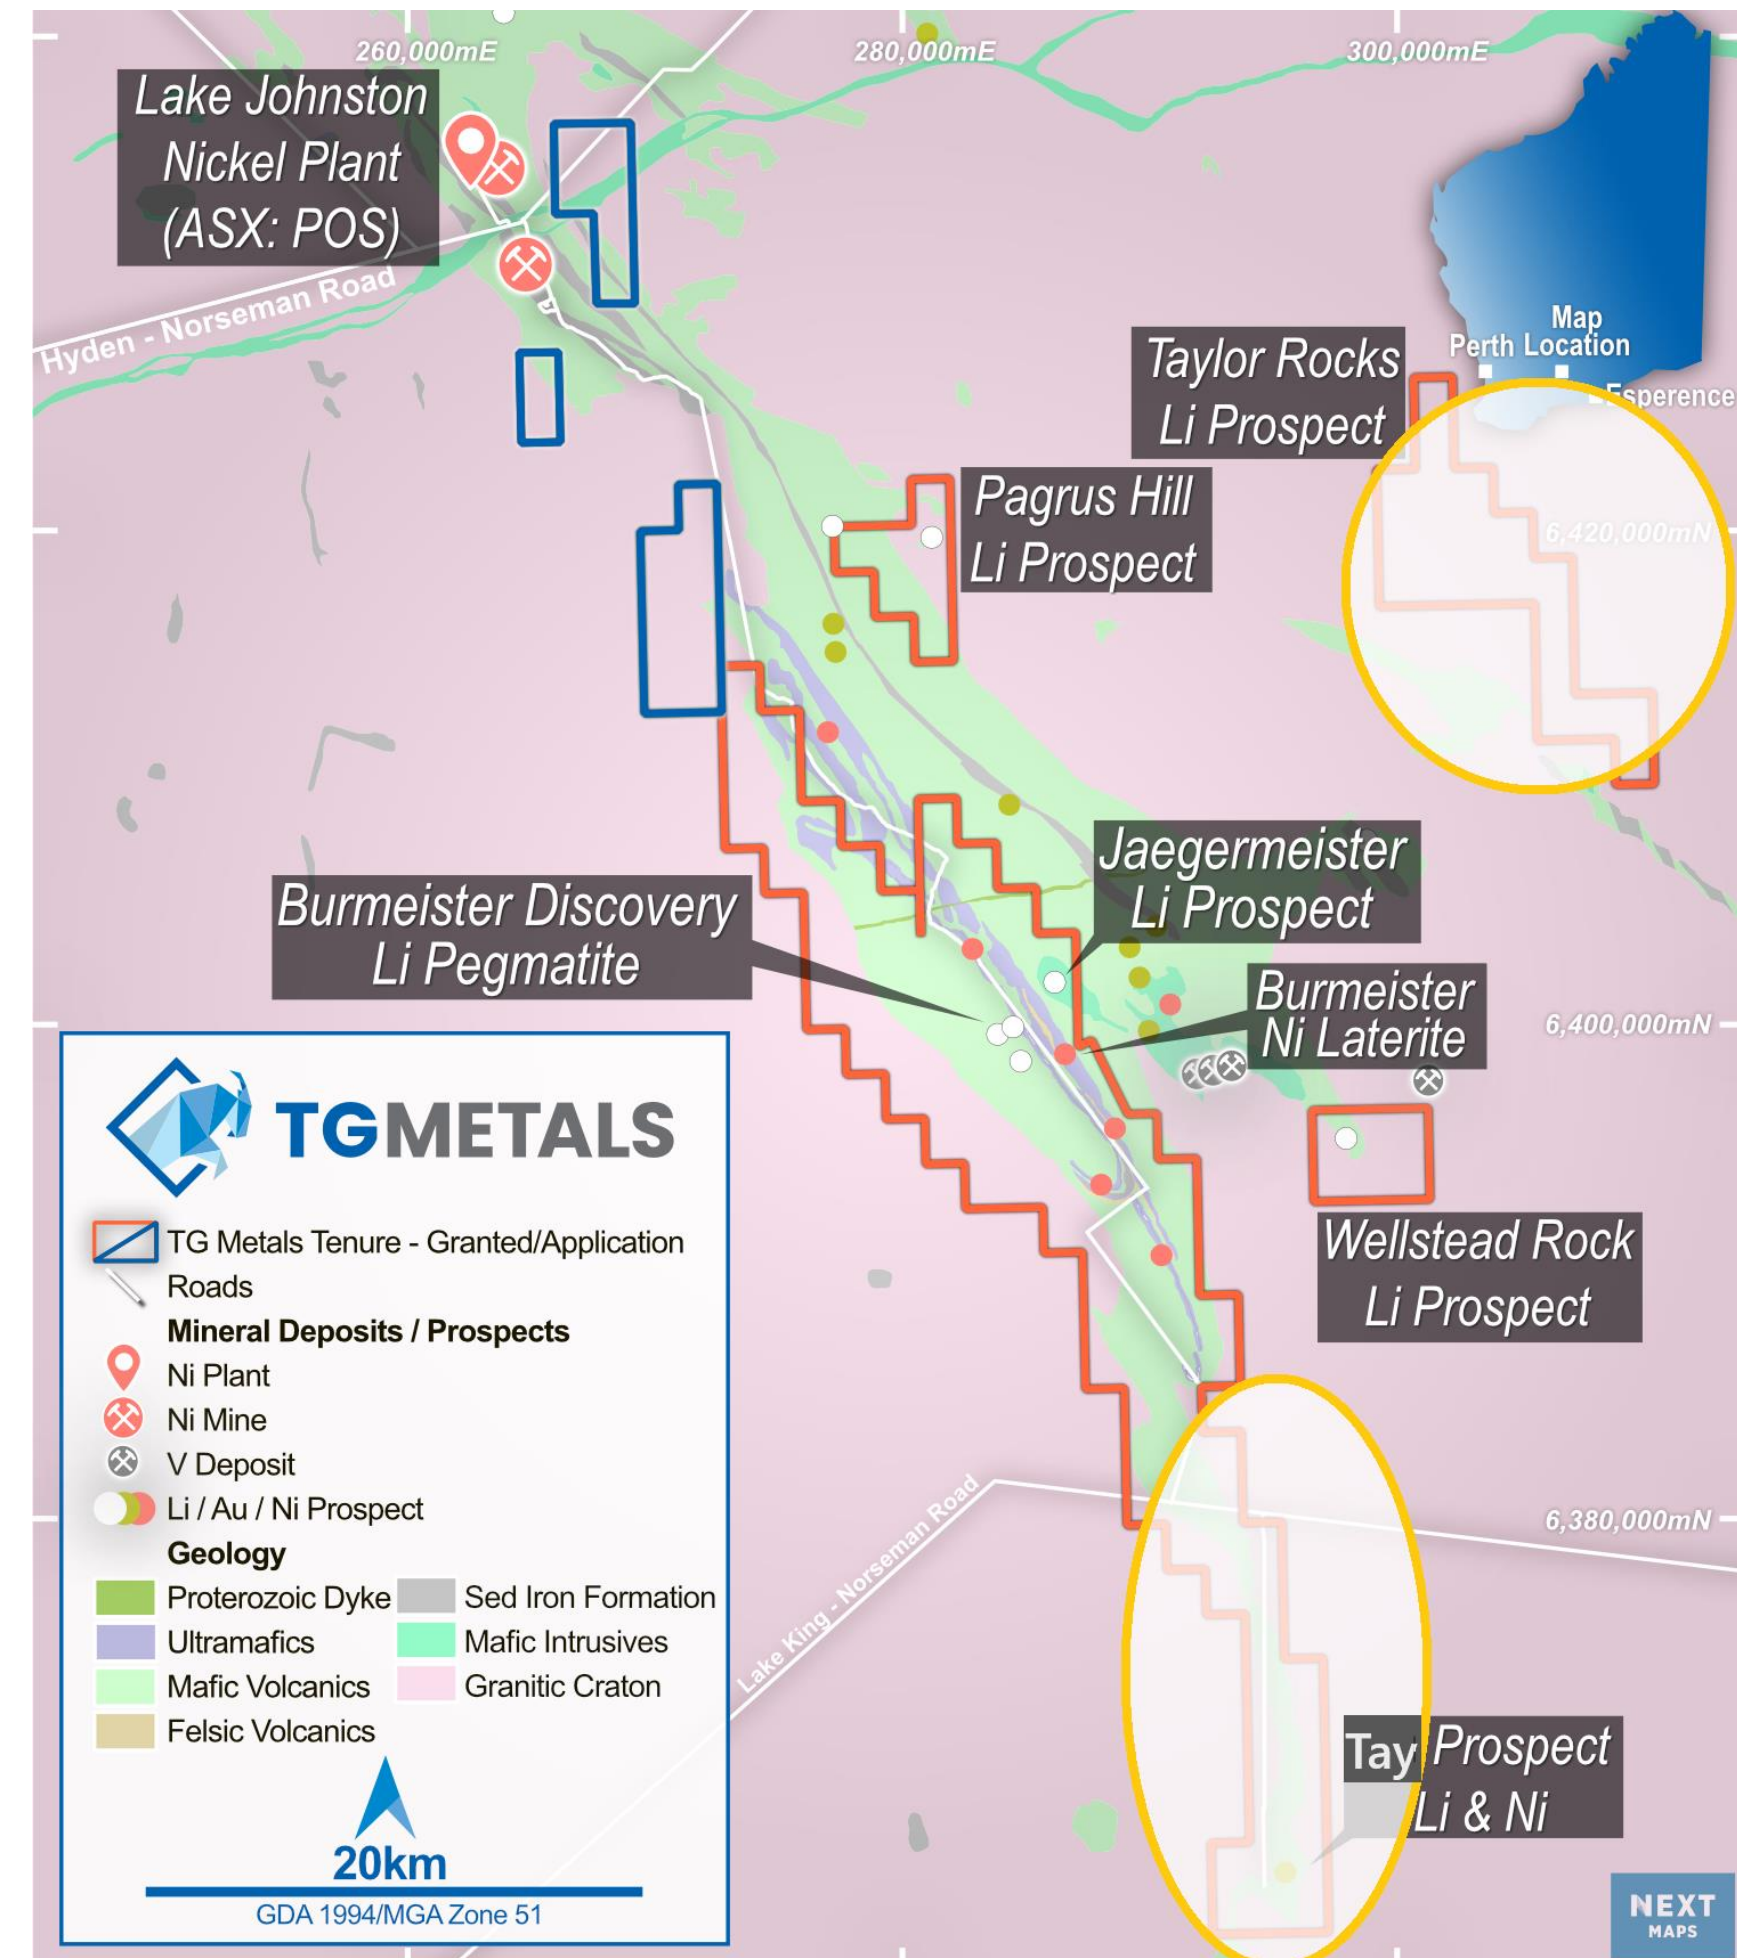 260,000mE
280,000mE
300,000mE
Lake Johnston
Nickel Plant
(ASX: POS)
Hyden - Norseman Road
Map
Perth Location
Esperence
Taylor Rocks
Li Prospect
Pagrus Hill
Li Prospect
6,420,000mN
Jaegermeister
Li Prospect
Burmeister Discovery
Li Pegmatite
Burmeister
Ni Laterite
6,400,000mN
Wellstead Rock
Li Prospect
6,380,000mN
Lake King - Norseman Road
Tay Prospect
Li & Ni
TGMETALS
TG Metals Tenure - Granted/Application
Roads
Mineral Deposits / Prospects
Ni Plant
Ni Mine
V Deposit
Li / Au / Ni Prospect
Geology
Proterozoic Dyke
Sed Iron Formation
Ultramafics
Mafic Intrusives
Mafic Volcanics
Granitic Craton
Felsic Volcanics
20km
GDA 1994/MGA Zone 51
NEXT
MAPS